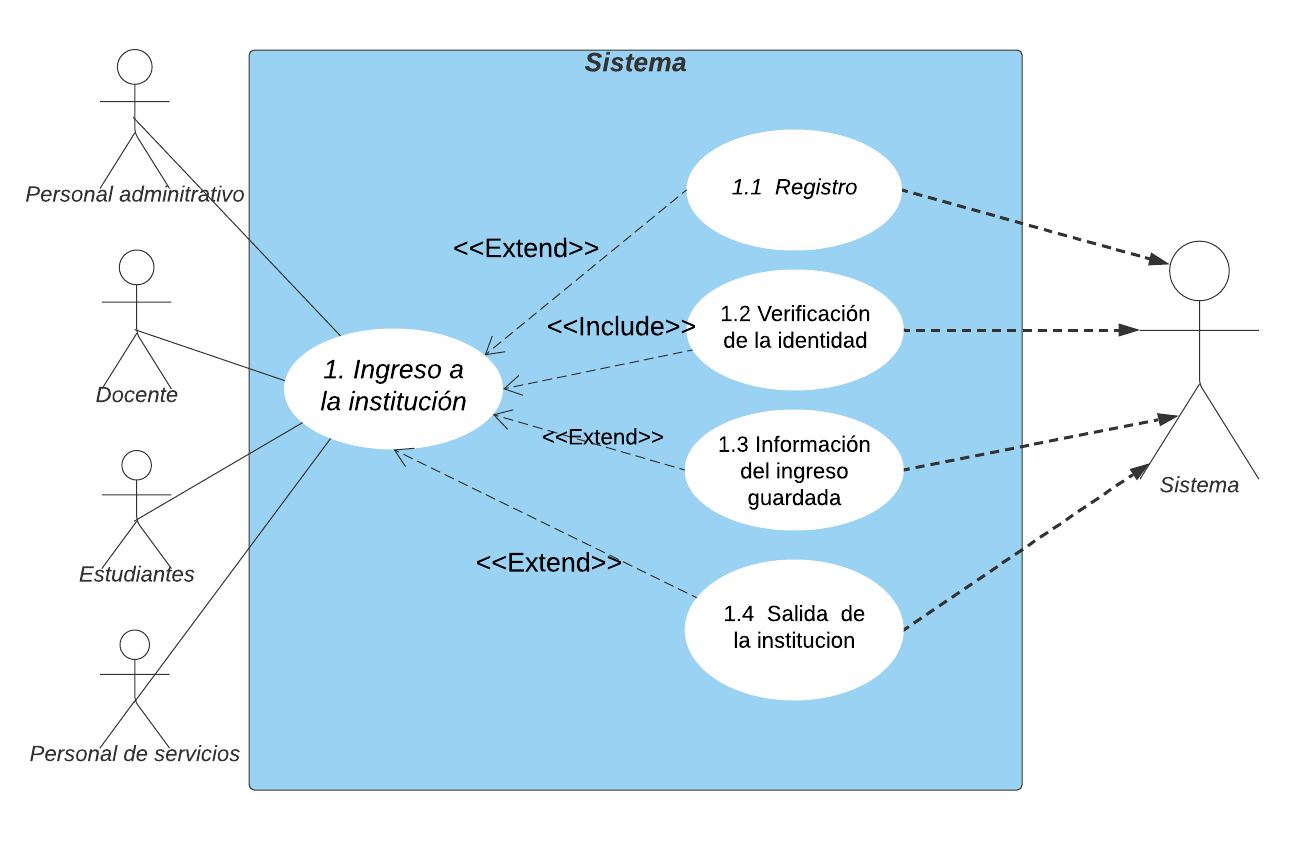 Sistema
Personal adminitrativo
1.1 Registro
<<Extend>>
<<Include>>
1.2 Verificación
de la identidad
Docente
1. Ingreso a
la institución
<<Extend>>
1.3 Información
del ingreso
guardada
Sistema
Estudiantes
<<Extend>>
1.4 Salida de
la institucion
Personal de servicios